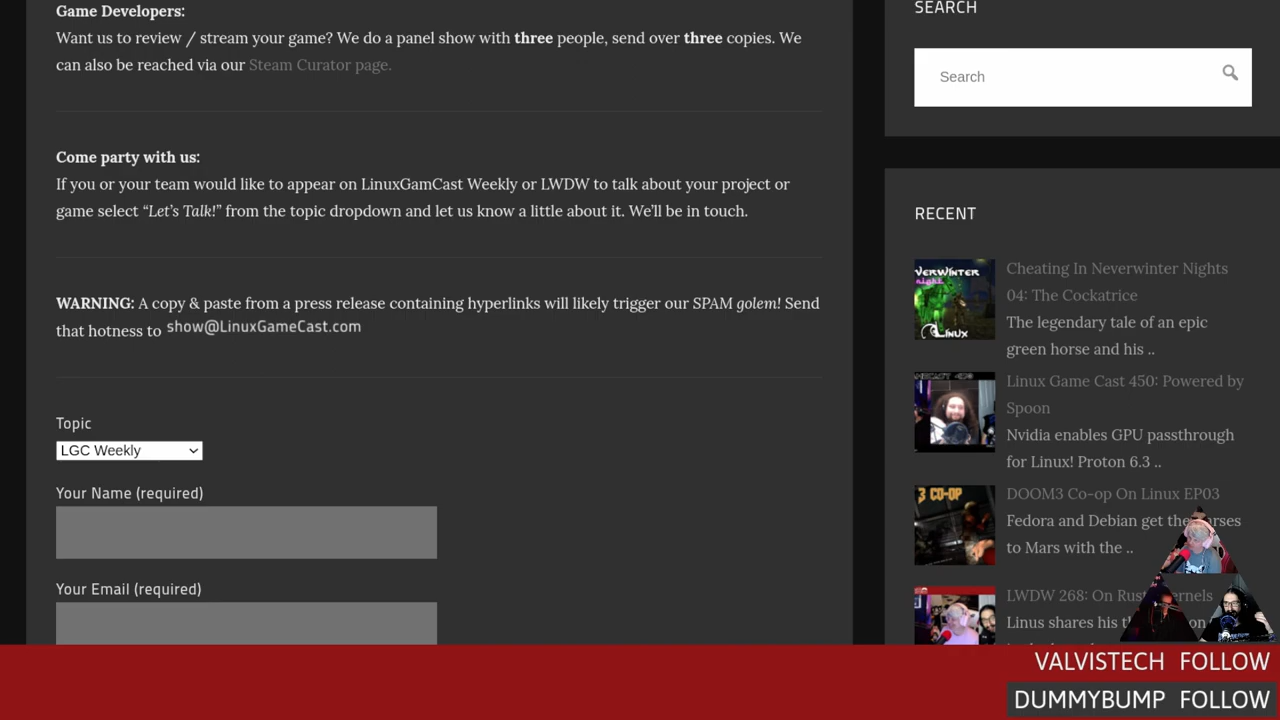 Game Developers:
Want us to review / stream your game? We do a panel show with three people, send over three copies. We
can also be reached via our Steam Curator page.
Come party with us:
If you or your team would like to appear on LinuxGamCast Weekly or LWDW to talk about your project or
game select “Let’s Talk!” from the topic dropdown and let us know a little about it. We’ll be in touch.
WARNING: A copy & paste from a press release containing hyperlinks will likely trigger our SPAM golem! Send
that hotness to show@LinuxGameCast.com
Topic
LGC Weekly
Your Name (required)
Your Email (required)
SEARCH
Search
RECENT
Cheating In Neverwinter Nights
04: The Cockatrice
The legendary tale of an epic
green horse and his ..
Linux Game Cast 450: Powered by
Spoon
Nvidia enables GPU passthrough
for Linux! Proton 6.3 ..
DOOM3 Co-op On Linux EP03
Fedora and Debian get the
to Mars with the ..
LWDW 268: On
Linus shares his
VALVISTECH FOLLOW
DUMMYBUMP FOLLOW